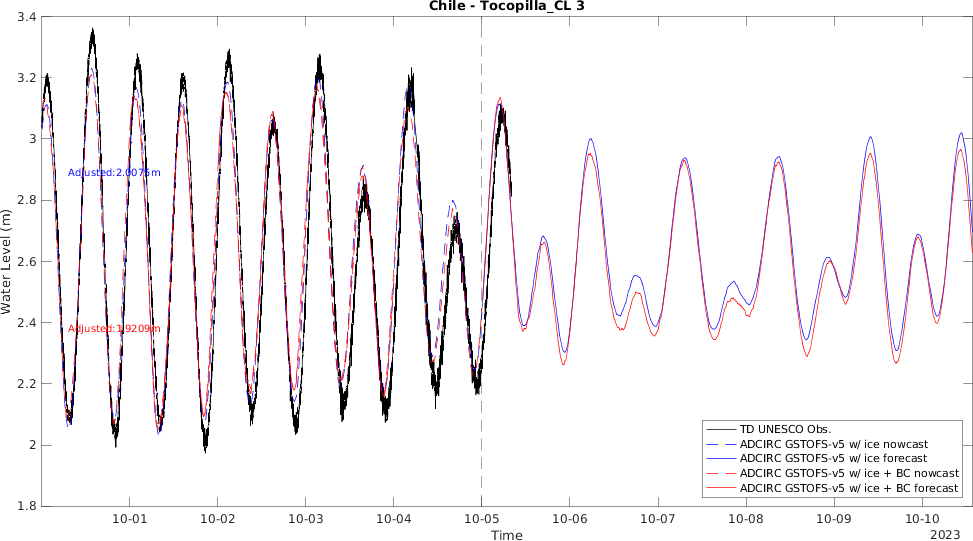 Chile - Tocopilla_CL 3
3.4
3.2
3
2.8
2.6
2.4
2.2
2
1.8
Water Level (m)
Adjusted:2.0075m
Adjusted:1.9209m
TD UNESCO Obs.
ADCIRC GSTOFS-v5 w/ ice nowcast
ADCIRC GSTOFS-v5 w/ ice forecast
ADCIRC GSTOFS-v5 w/ ice + BC nowcast
ADCIRC GSTOFS-v5 w/ ice + BC forecast
10-01 10-02 10-03 10-04 10-05 10-06 10-07 10-08 10-09 10-10
Time
2023